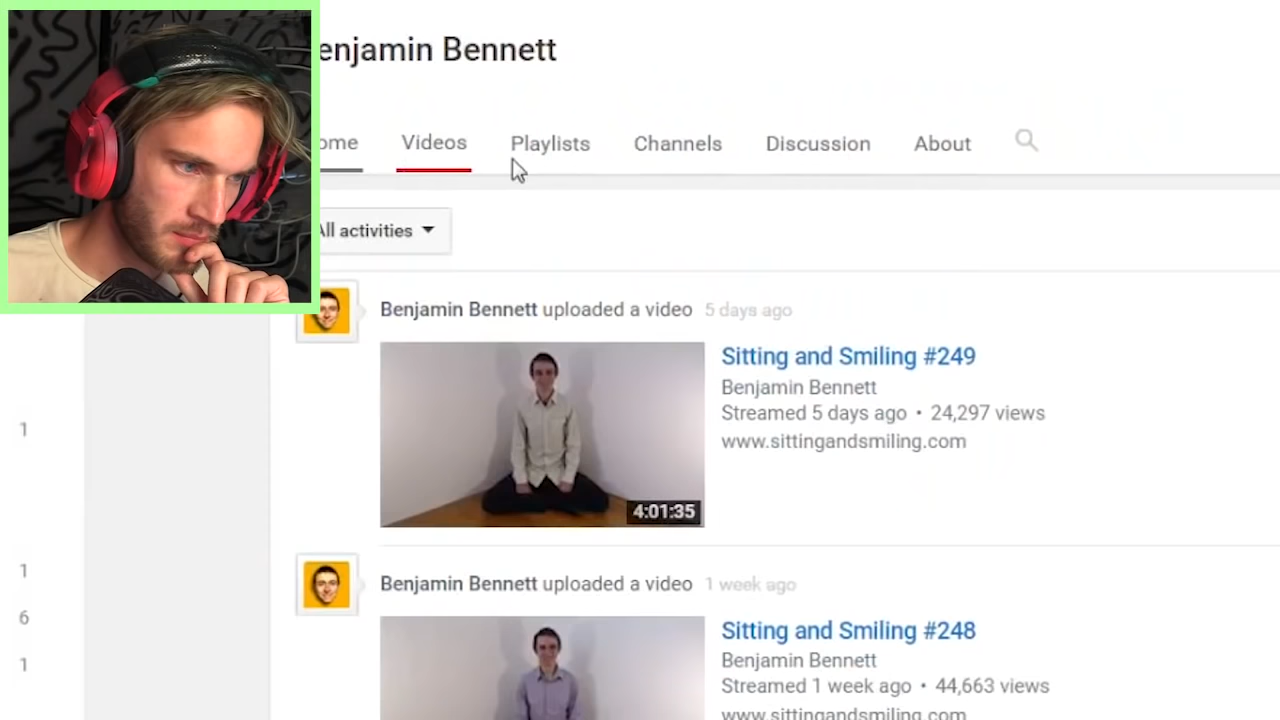 enjamin Bennett
ome Videos Playlists Channels Discussion About
All activities
Benjamin Bennett uploaded a video 5 days ago
4:01:35
Sitting and Smiling #249
Benjamin Bennett
Streamed 5 days ago • 24,297 views
www.sittingandsmiling.com
1
Benjamin Bennett uploaded a video 1 week ago
1
6
1
Sitting and Smiling #248
Benjamin Bennett
Streamed 1 week ago • 44,663 views
www.sittingandsmiling.com